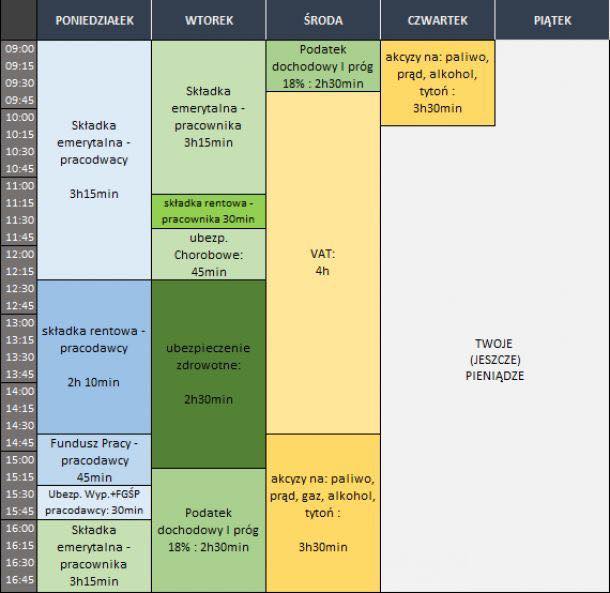 PONIEDZIAŁEK WTOREK ŚRODA CZWARTEK PIĄTEK
09:00
09:15
09:30
09:45
10:00
10:15
10:30
10:45
11:00
11:15
11:30
11:45
12:00
12:15
12:30
12:45
13:00
13:15
13:30
13:45
14:00
14:15
14:30
14:45
15:00
15:15
15:30
15:45
16:00
16:15
16:30
16:45
Składka
emerytalna -
pracodwacy
3h15min
składka rentowa -
pracodawcy
2h 10min
Fundusz Pracy -
pracodawcy
45min
Ubezp. Wyp.+FGŚP
pracodawcy: 30min
Składka
emerytalna -
pracownika
3h15min
Składka
emerytalna -
pracownika
3h15min
składka rentowa -
pracownika 30min
ubezp.
Chorobowe:
45min
ubezpieczenie
zdrowotne:
2h30min
Podatek
dochodowy I próg
18% : 2h30min
Podatek
dochodowy I próg
18% : 2h30min
VAT:
4h
akcyzy na: paliwo,
prąd, gaz, alkohol,
tytoń :
3h30min
akcyzy na: paliwo,
prąd, alkohol,
tytoń :
3h30min
TWOJE
(JESZCZE)
PIENIĄDZE